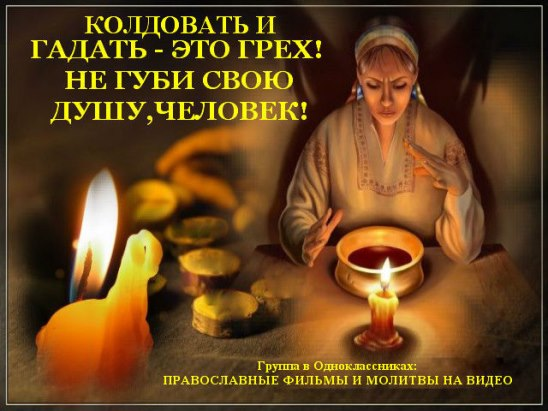 КОЛДОВАТЬ И
ГАДАТЬ - ЭТО ГРЕХ!
НЕ ГУБИ СВОЮ
ДУШУ,ЧЕЛОВЕК!
Группа в Одноклассниках:
ПРАВОСЛАВНЫЕ ФИЛЬМЫ И МОЛИТВЫ НА ВИДЕО